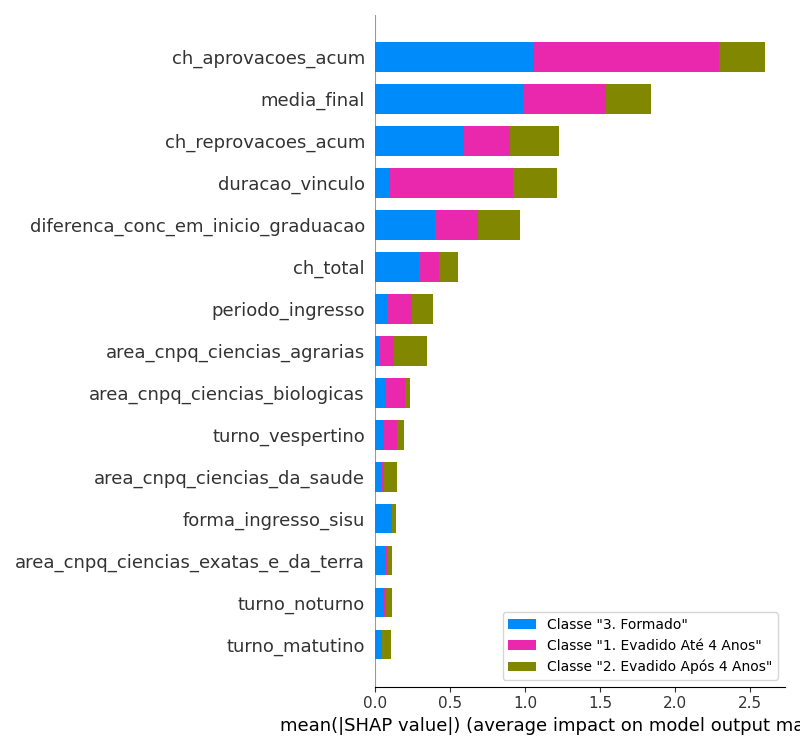 ch_aprovacoes_acum
media_final
ch_reprovacoes_acum
duracao_vinculo
diferenca_conc_em_inicio_graduacao
ch_total
periodo_ingresso
area_cnpq_ciencias_agrarias
area_cnpq_ciencias_biologicas
turno_vespertino
area_cnpq_ciencias_da_saude
forma_ingresso_sisu
area_cnpq_ciencias_exatas_e_da_terra
turno_noturno
turno_matutino
Classe "3. Formado"
Classe "1. Evadido Até 4 Anos"
Classe "2. Evadido Após 4 Anos"
0.0 0.5 1.0 1.5 2.0 2.5
mean(|SHAP value|) (average impact on model output ma